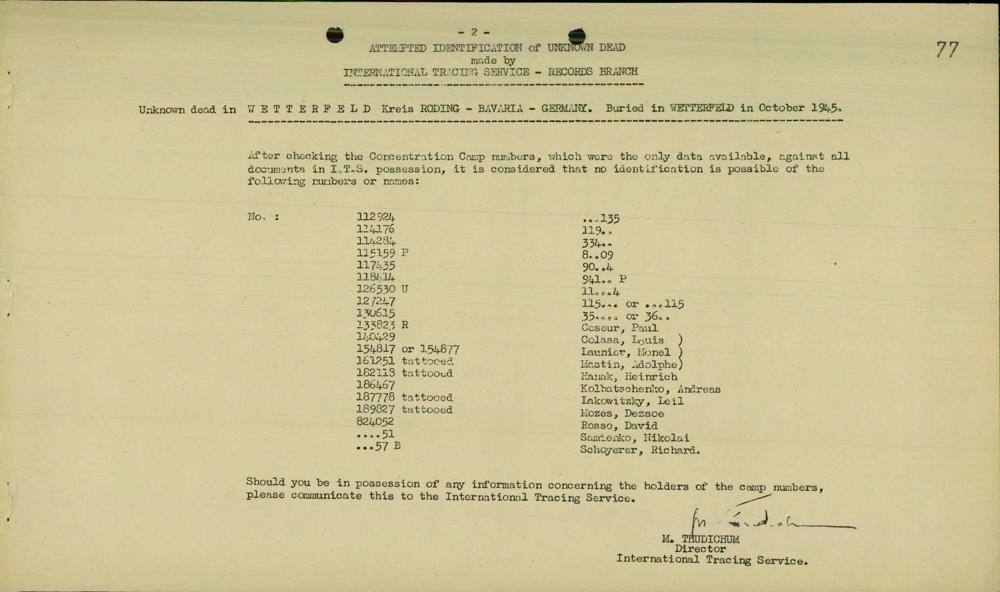 - 2 -
77
ATTEMPTED IDENTIFICATION of UNKNOWN DEAD
made by
INTERNATIONAL TRACING SERVICE - RECORDS BRANCH
Unknown dead in W E T T E R F E L D Kreis RODING - BAVARIA - GERMANY. Buried in WETTERFELD in October 1945.
After checking the Concentration Camp numbers, which were the only data available, against all
documents in I.T.S. possession, it is considered that no identification is possible of the
following numbers or names:
No. :
112924
114176
114284
115159 P
117435
118414
126530 U
127247
130615
133823 R
140429
154817 or 154877
161251 tattooed
182113 tattooed
186467
187778 tattooed
189827 tattooed
824052
....51
...57 B
...135
119..
334..
8..09
90..4
941.. P
11...4
115... or ...115
35.... or 36..
Coseur, Paul
Colasa, Louis )
Launier, Monel )
Mastin, Adolphe)
Hanak, Heinrich
Kolbatschenko, Andreas
Lakowitzky, Leil
Mozes, Dezsoe
Rosso, David
Samienko, Nikolai
Schoyerer, Richard.
Should you be in possession of any information concerning the holders of the camp numbers,
please communicate this to the International Tracing Service.
M. THUDICHUM
Director
International Tracing Service.